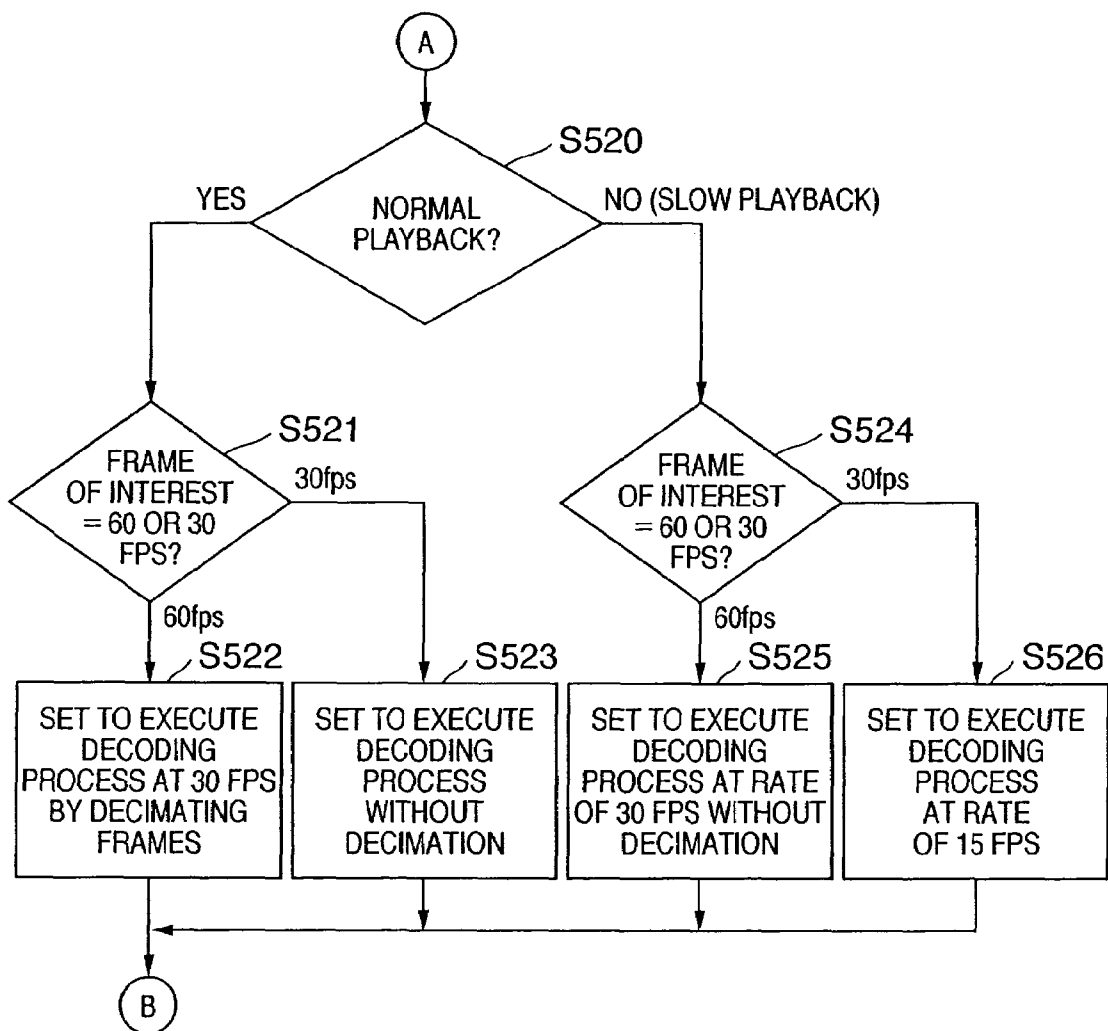 A
S520
YES
NORMAL
PLAYBACK?
NO (SLOW PLAYBACK)
S521
FRAME
OF INTEREST
= 60 OR 30
FPS?
30fps
60fps
S524
FRAME
OF INTEREST
= 60 OR 30
FPS?
30fps
60fps
S522
SET TO EXECUTE
DECODING
PROCESS AT 30 FPS
BY DECIMATING
FRAMES
S523
SET TO EXECUTE
DECODING
PROCESS
WITHOUT
DECIMATION
S525
SET TO EXECUTE
DECODING
PROCESS AT RATE
OF 30 FPS WITHOUT
DECIMATION
S526
SET TO EXECUTE
DECODING
PROCESS
AT RATE
OF 15 FPS
B